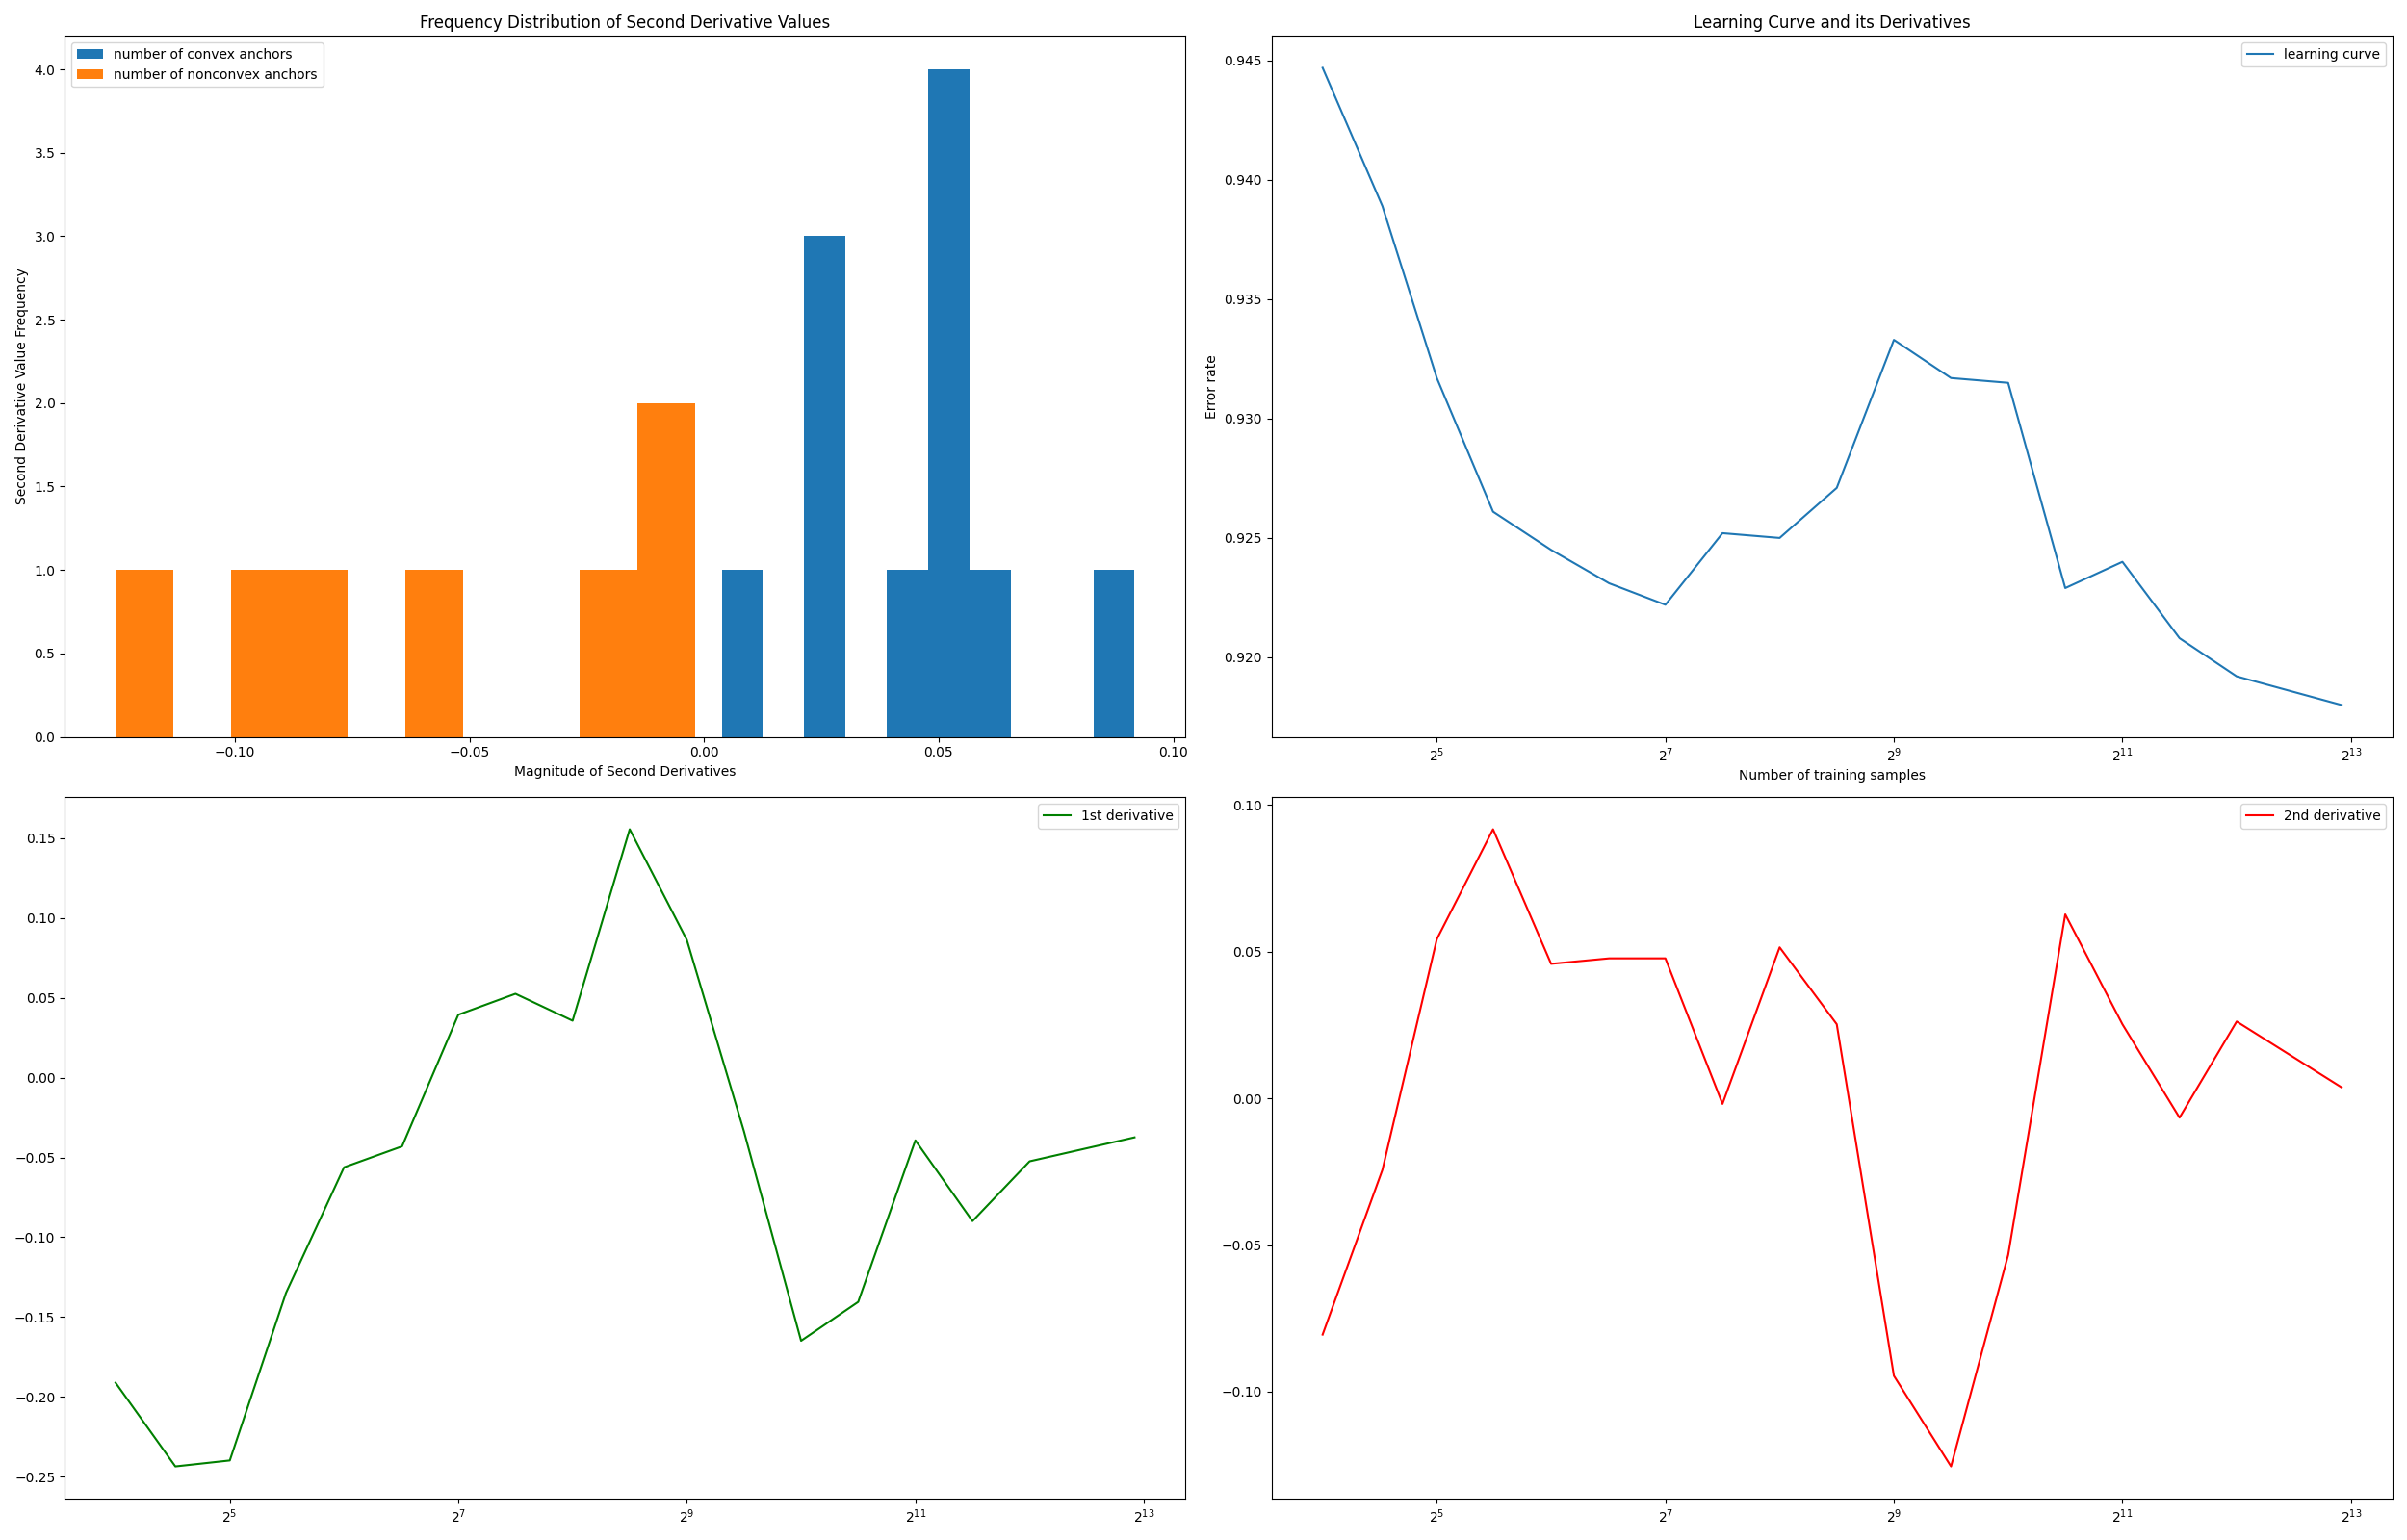 Frequency Distribution of Second Derivative Values
number of convex anchors
number of nonconvex anchors
Second Derivative Value Frequency
4.0
3.5
3.0
2.5
2.0
1.5
1.0
0.5
0.0
−0.10 −0.05 0.00 0.05 0.10
Magnitude of Second Derivatives
Learning Curve and its Derivatives
learning curve
Error rate
0.945
0.940
0.935
0.930
0.925
0.920
2^5 2^7 2^9 2^11 2^13
Number of training samples
1st derivative
0.15
0.10
0.05
0.00
−0.05
−0.10
−0.15
−0.20
−0.25
2^5 2^7 2^9 2^11 2^13
2nd derivative
0.10
0.05
0.00
−0.05
−0.10
2^5 2^7 2^9 2^11 2^13